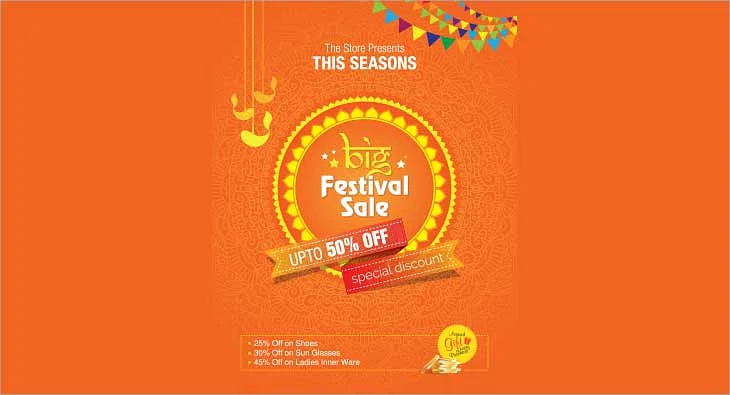 The Store Presents
THIS SEASONS
big
Festival
Sale
UPTO 50% OFF
special discount
• 25% Off on Shoes
• 30% Off on Sun Glasses
• 45% Off on Ladies Inner Ware
Gift